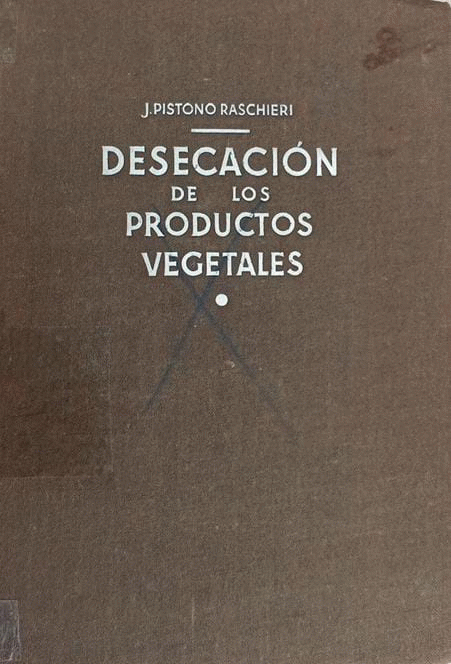 J. PISTONO RASCHIERI
DESECACIÓN
DE LOS
PRODUCTOS
VEGETALES